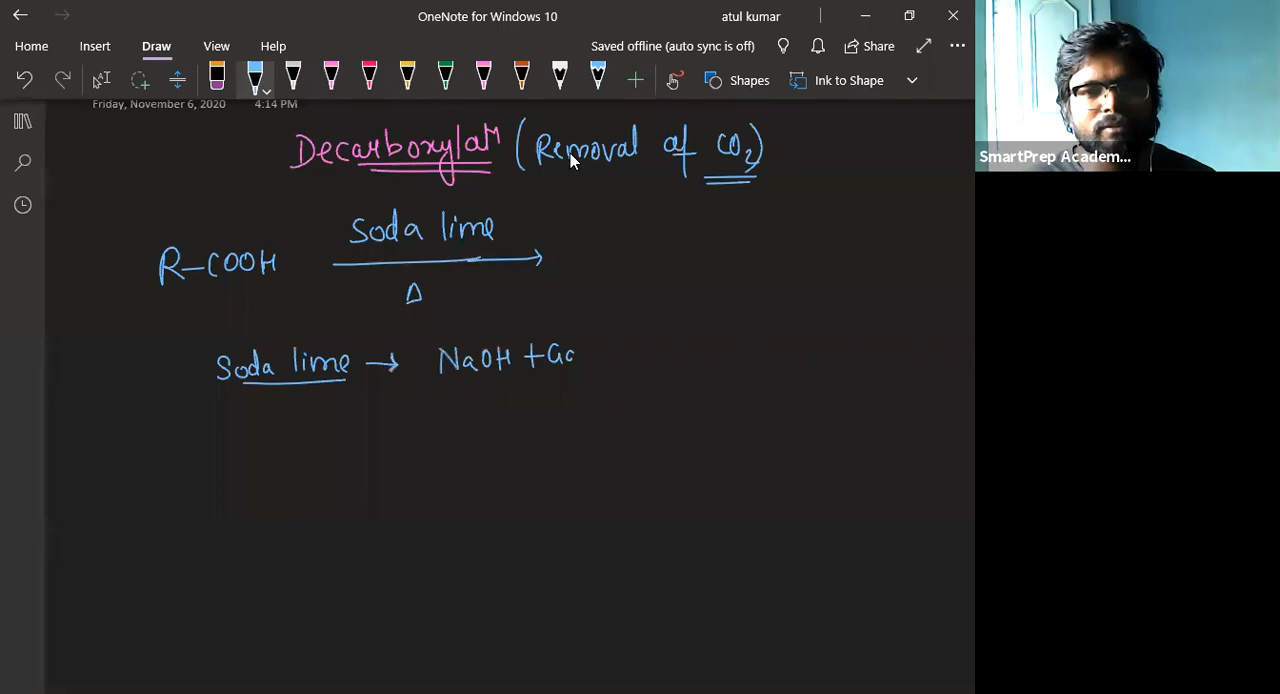 OneNote for Windows 10
atul kumar
Home Insert Draw View Help
Saved offline (auto sync is off)
Share
Shapes
Ink to Shape
Friday, November 6, 2020 4:14 PM
Decarboxylatn (Removal of CO2)
Soda lime
R-COOH
Δ
Soda lime → NaOH + Ca
SmartPrep Academ...